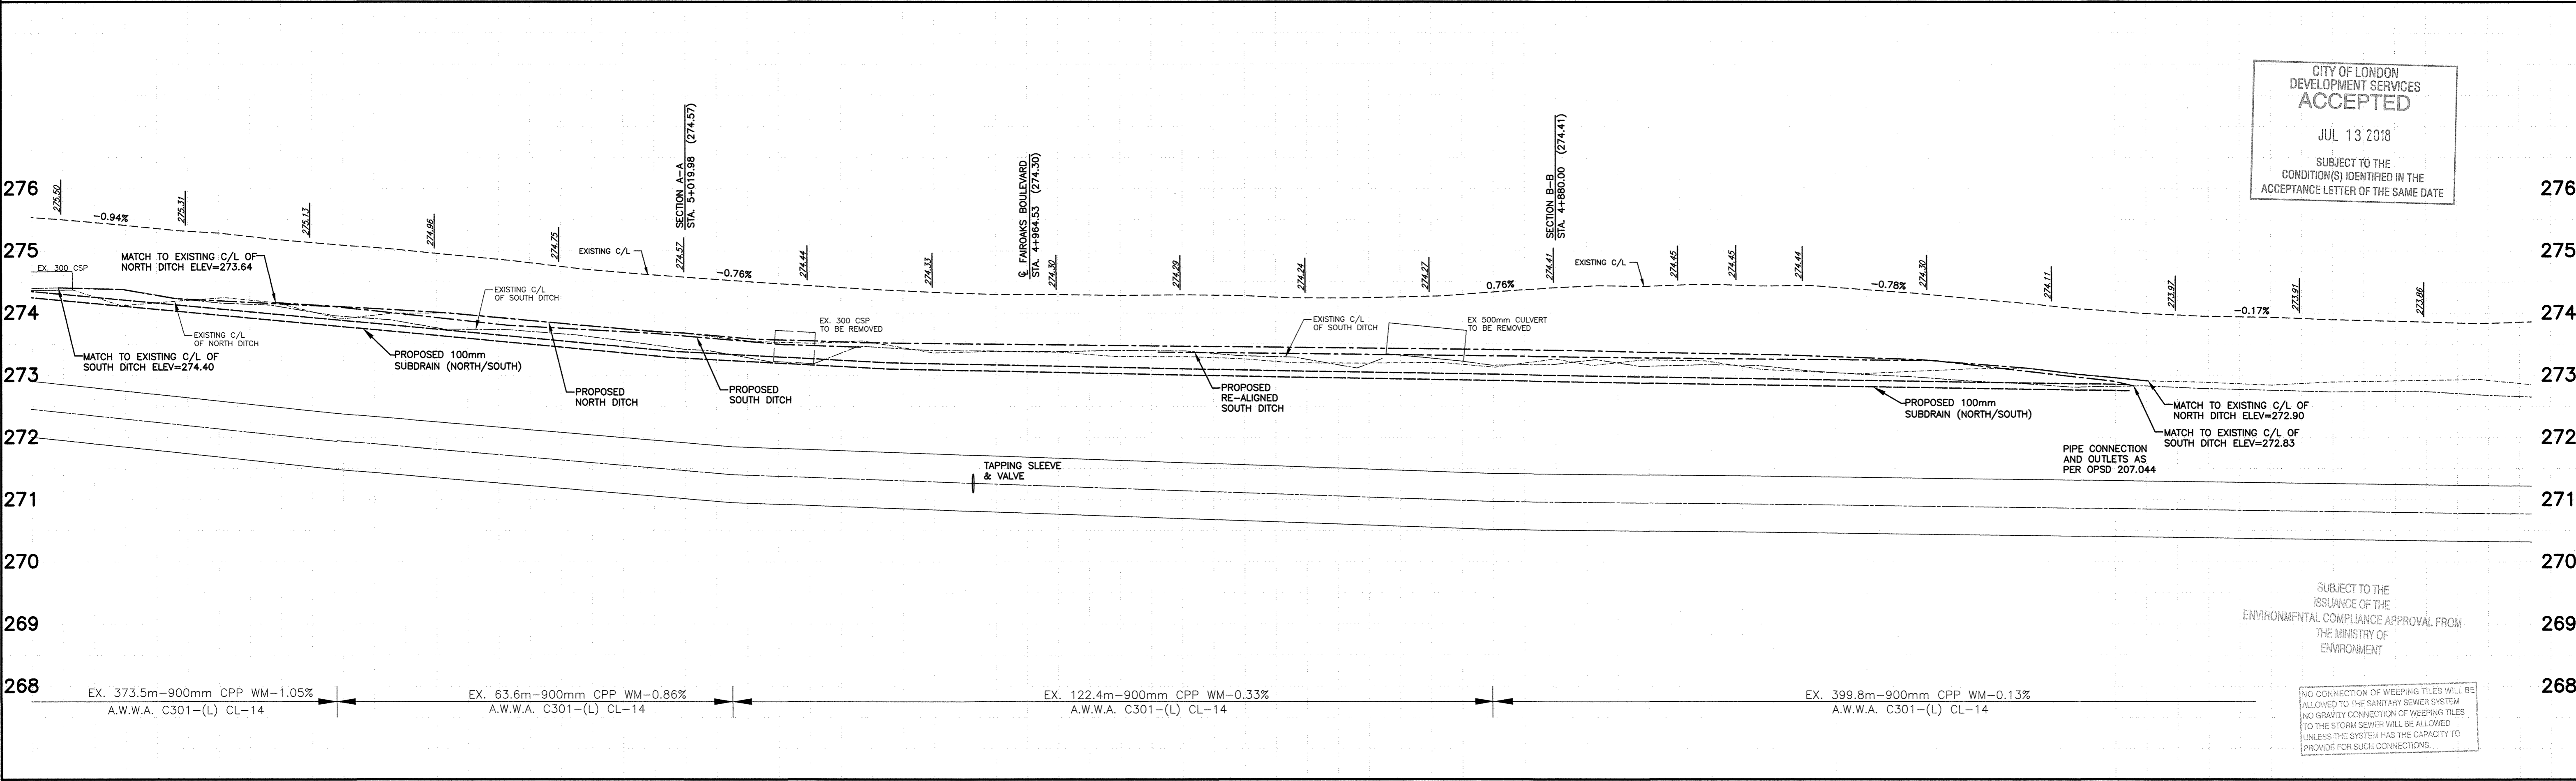 CITY OF LONDON
DEVELOPMENT SERVICES
ACCEPTED
JUL 13 2018
SUBJECT TO THE
CONDITION(S) IDENTIFIED IN THE
ACCEPTANCE LETTER OF THE SAME DATE
SECTION A-A
STA. 5+019.98 (274.57)
℄ FAIROAKS BOULEVARD
STA. 4+964.53 (274.30)
SECTION B-B
STA. 4+880.00 (274.41)
276
275.50
275.31
275.13
274.96
274.75
274.57
274.44
274.33
274.30
274.29
274.24
274.27
274.41
274.45
274.45
274.44
274.30
274.11
273.97
273.91
273.86
276
-0.94%
-0.76%
0.76%
-0.78%
-0.17%
275
275
EXISTING C/L
EXISTING C/L
EX. 300 CSP
MATCH TO EXISTING C/L OF
NORTH DITCH ELEV=273.64
EXISTING C/L
OF SOUTH DITCH
274
274
EXISTING C/L
OF NORTH DITCH
EX. 300 CSP
TO BE REMOVED
EXISTING C/L
OF SOUTH DITCH
EX 500mm CULVERT
TO BE REMOVED
MATCH TO EXISTING C/L OF
SOUTH DITCH ELEV=274.40
PROPOSED 100mm
SUBDRAIN (NORTH/SOUTH)
273
273
PROPOSED
NORTH DITCH
PROPOSED
SOUTH DITCH
PROPOSED
RE-ALIGNED
SOUTH DITCH
PROPOSED 100mm
SUBDRAIN (NORTH/SOUTH)
MATCH TO EXISTING C/L OF
NORTH DITCH ELEV=272.90
MATCH TO EXISTING C/L OF
SOUTH DITCH ELEV=272.83
272
272
PIPE CONNECTION
AND OUTLETS AS
PER OPSD 207.044
TAPPING SLEEVE
& VALVE
271
271
270
270
269
269
SUBJECT TO THE
ISSUANCE OF THE
ENVIRONMENTAL COMPLIANCE APPROVAL FROM
THE MINISTRY OF
ENVIRONMENT
268
268
EX. 373.5m-900mm CPP WM-1.05%
A.W.W.A. C301-(L) CL-14
EX. 63.6m-900mm CPP WM-0.86%
A.W.W.A. C301-(L) CL-14
EX. 122.4m-900mm CPP WM-0.33%
A.W.W.A. C301-(L) CL-14
EX. 399.8m-900mm CPP WM-0.13%
A.W.W.A. C301-(L) CL-14
NO CONNECTION OF WEEPING TILES WILL BE
ALLOWED TO THE SANITARY SEWER SYSTEM
NO GRAVITY CONNECTION OF WEEPING TILES
TO THE STORM SEWER WILL BE ALLOWED
UNLESS THE SYSTEM HAS THE CAPACITY TO
PROVIDE FOR SUCH CONNECTIONS.